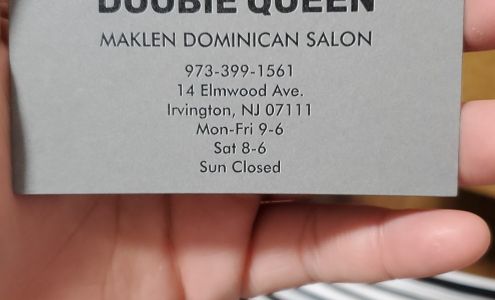 DOOBIE QUEEN
MAKLEN DOMINICAN SALON
973-399-1561
14 Elmwood Ave.
Irvington, NJ 07111
Mon-Fri 9-6
Sat 8-6
Sun Closed